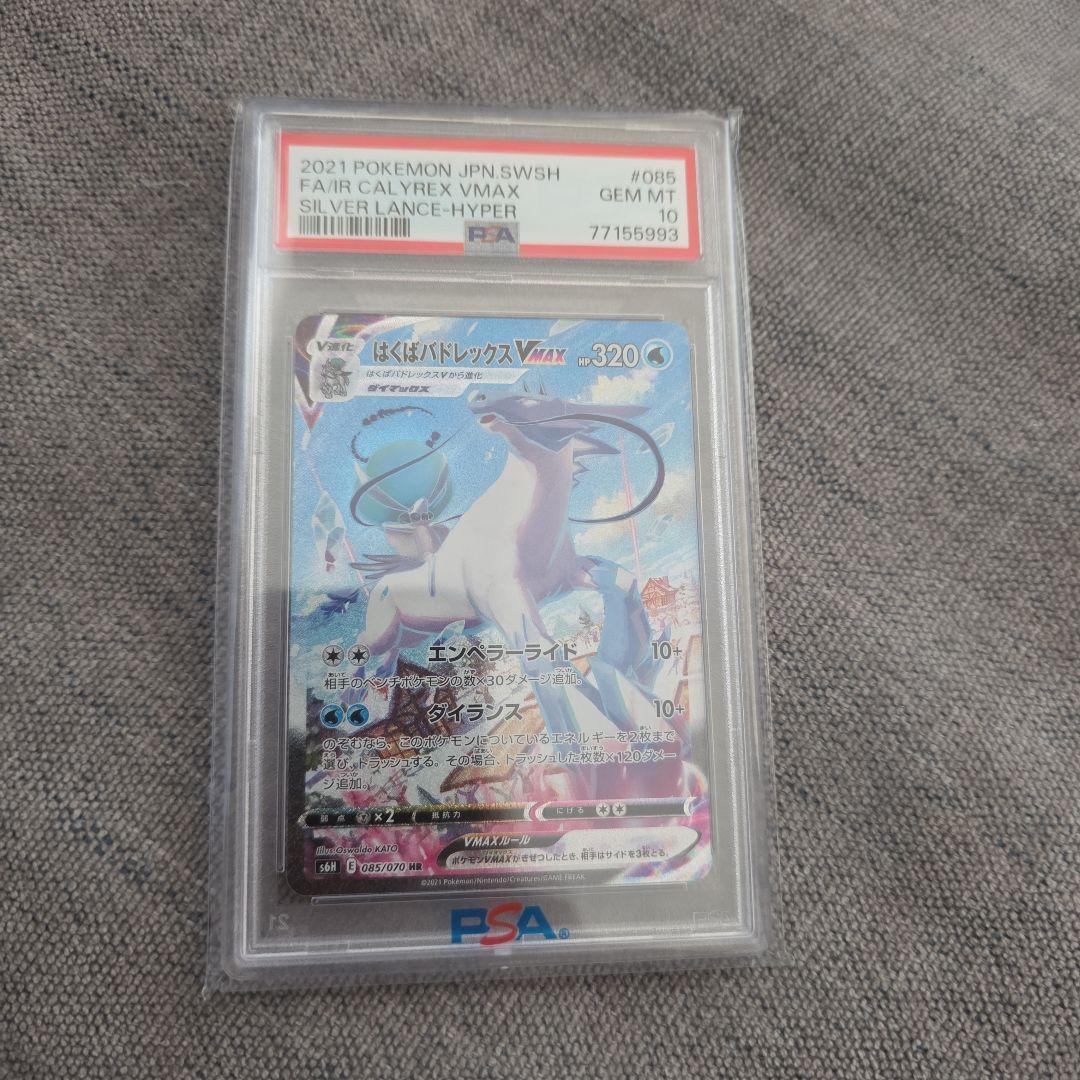 2021 POKEMON JPN.SWSH #085
FA/IR CALYREX VMAX GEM MT
SILVER LANCE-HYPER 10
PSA 77155993
V進化 はくばバドレックスVMAX HP320
はくばバドレックスVから進化
ダイマックス
エンペラーライド 10+
相手のベンチポケモンの数×30ダメージ追加。
ダイランス 10+
のぞむなら、このポケモンについているエネルギーを2枚まで
選び、トラッシュする。その場合、トラッシュした枚数×120ダメー
ジ追加。
弱点 ×2 抵抗力 にげる
VMAXルール
ポケモンVMAXがきぜつしたとき、相手はサイドを3枚とる。
Illus. Oswaldo KATO
s6H E 085/070 HR
©2021 Pokémon/Nintendo/Creatures/GAME FREAK.
PSA®